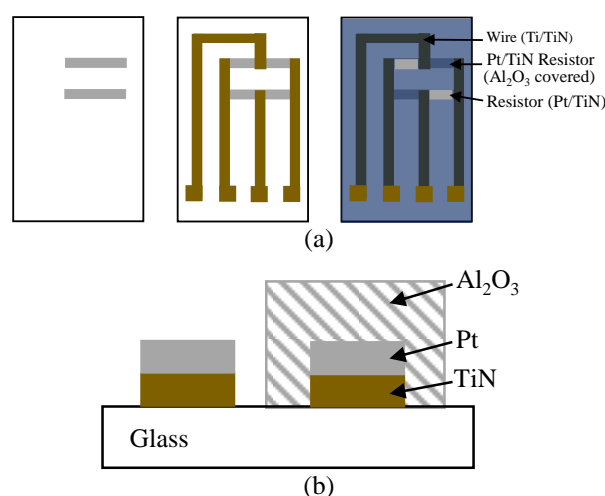 Wire (Ti/TiN)
Pt/TiN Resistor
(Al₂O₃ covered)
Resistor (Pt/TiN)
(a)
Al₂O₃
Pt
TiN
Glass
(b)